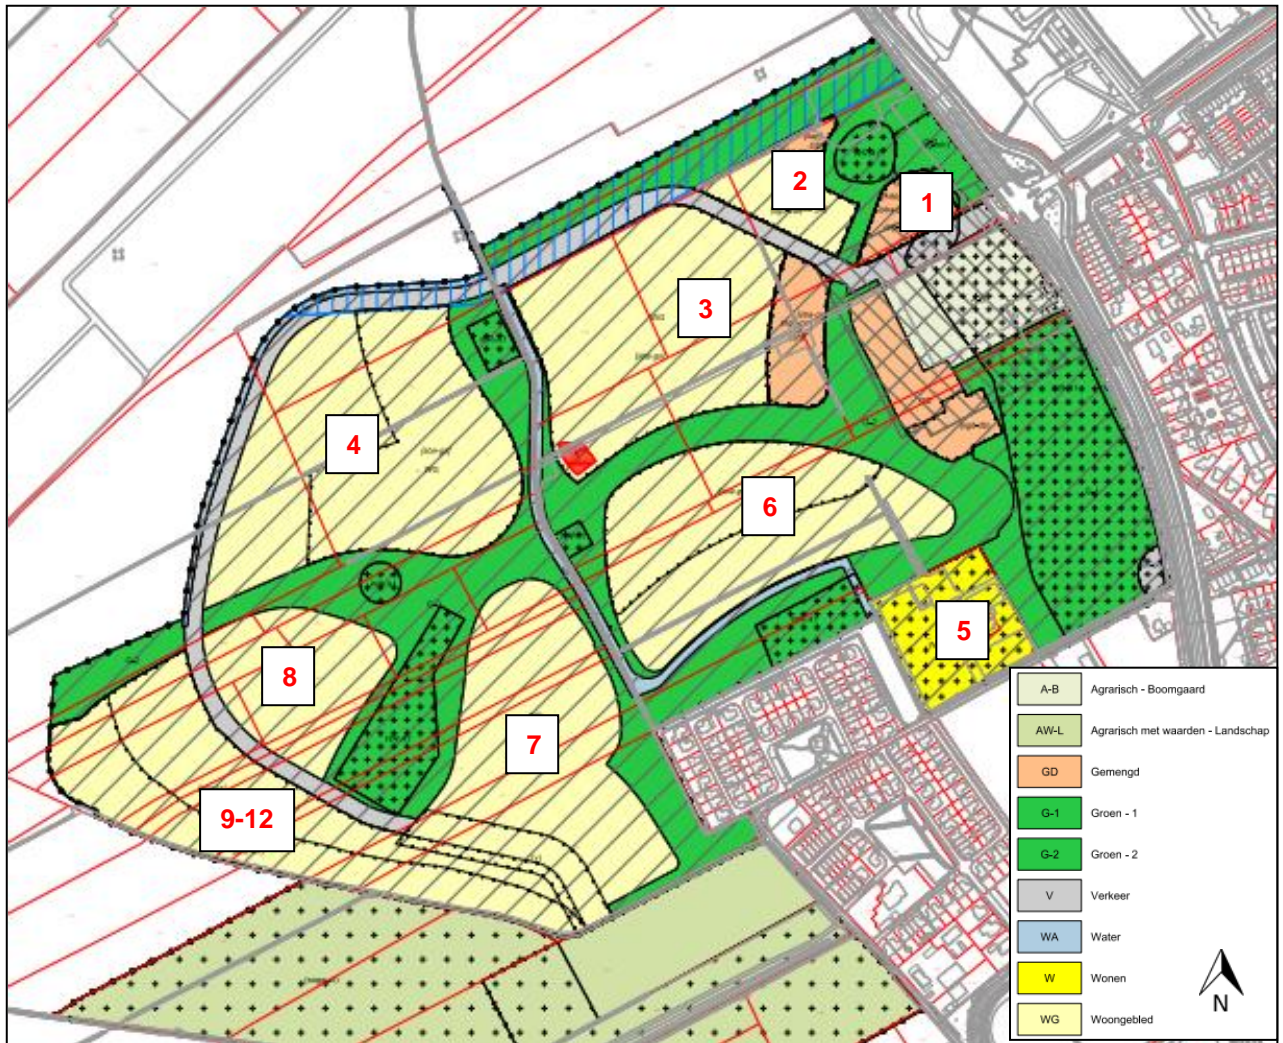 2
1
3
4
6
5
8
7
9-12
A-B Agrarisch - Boomgaard
AW-L Agrarisch met waarden - Landschap
GD Gemengd
G-1 Groen - 1
G-2 Groen - 2
V Verkeer
WA Water
W Wonen
WG Woongebled
N